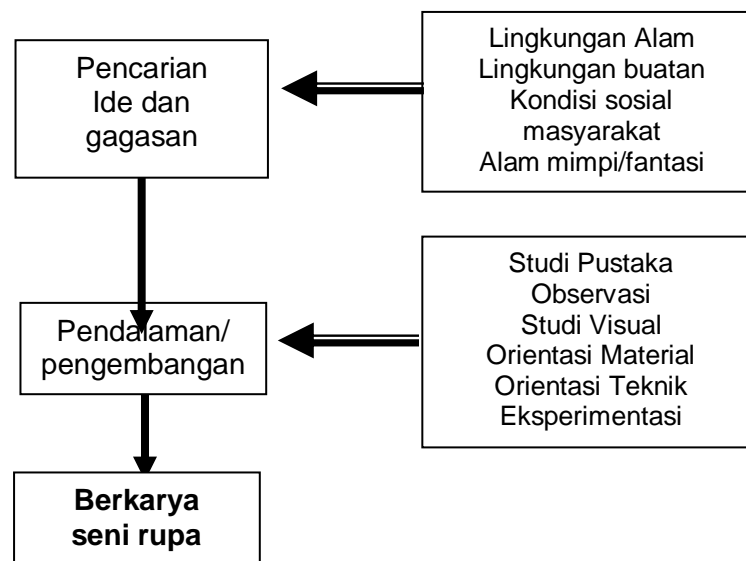 Pencarian
Ide dan
gagasan
Lingkungan Alam
Lingkungan buatan
Kondisi sosial
masyarakat
Alam mimpi/fantasi
Pendalaman/
pengembangan
Studi Pustaka
Observasi
Studi Visual
Orientasi Material
Orientasi Teknik
Eksperimentasi
Berkarya
seni rupa